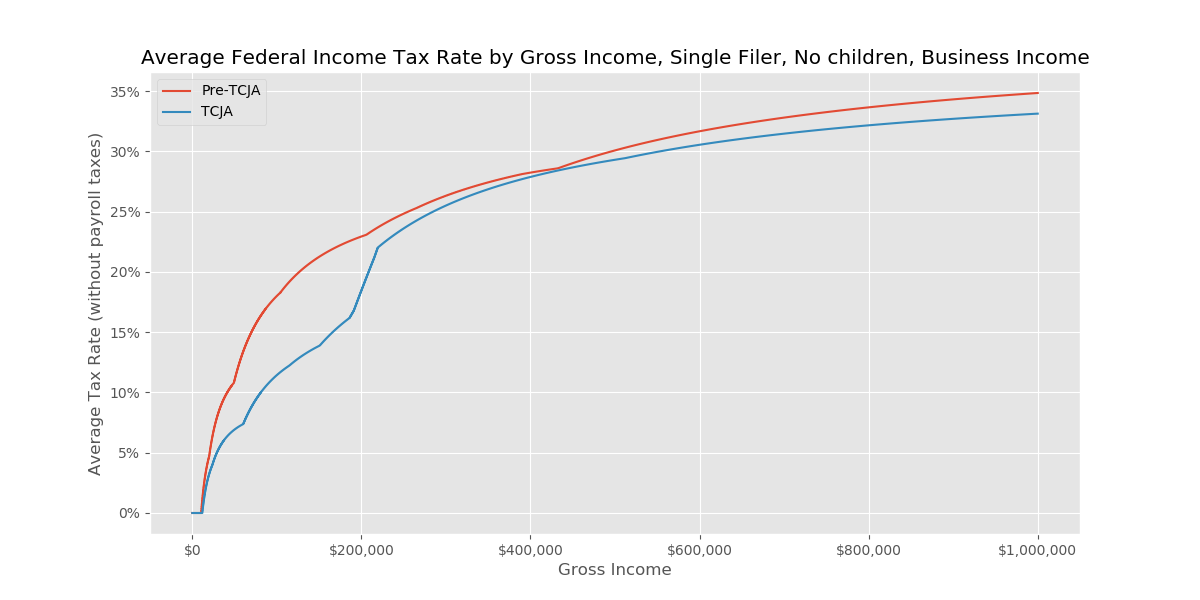 Average Federal Income Tax Rate by Gross Income, Single Filer, No children, Business Income
Pre-TCJA
TCJA
Average Tax Rate (without payroll taxes)
35%
30%
25%
20%
15%
10%
5%
0%
$0 $200,000 $400,000 $600,000 $800,000 $1,000,000
Gross Income